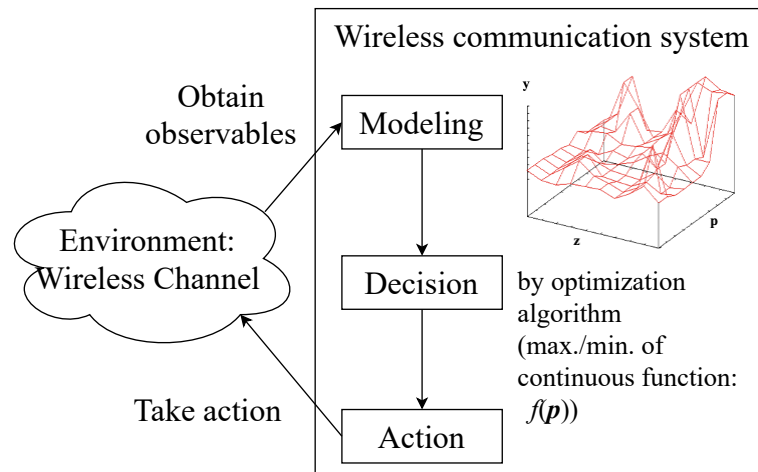 Wireless communication system
Obtain
observables
Modeling
y
z
p
Environment:
Wireless Channel
Decision
by optimization
algorithm
(max./min. of
continuous function:
f(p))
Take action
Action